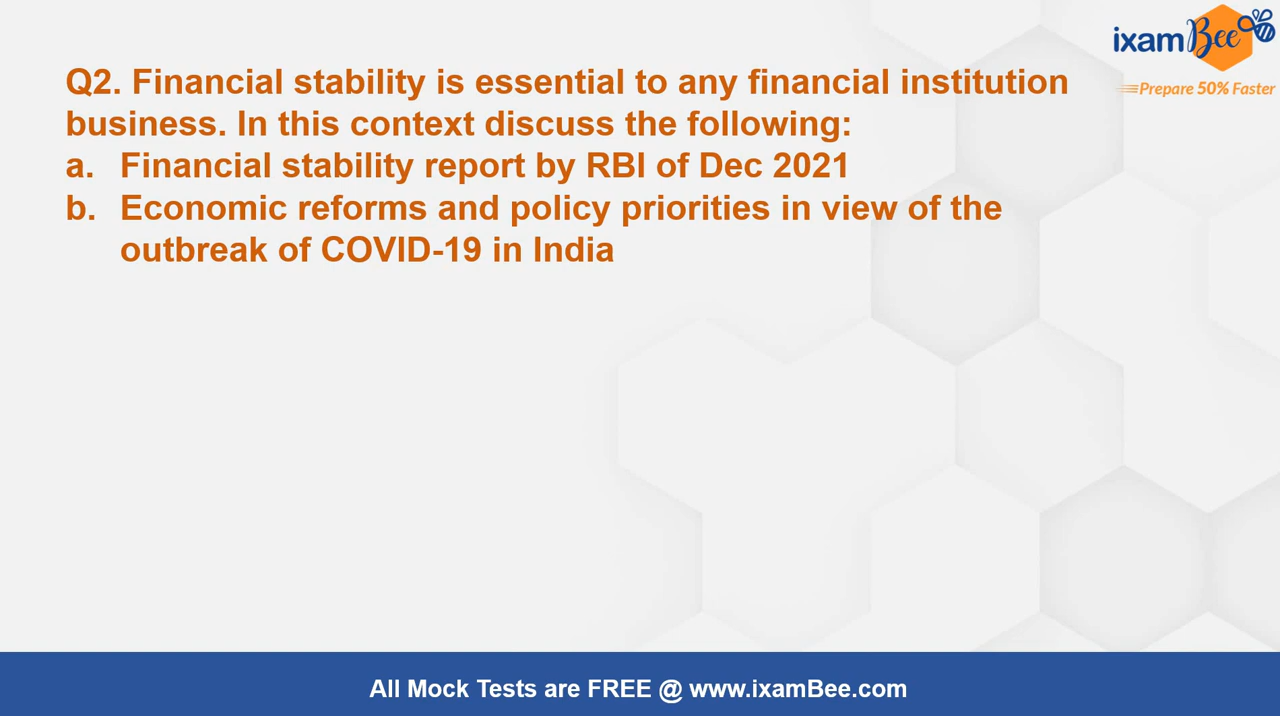 ixamBee
Prepare 50% Faster
Q2. Financial stability is essential to any financial institution
business. In this context discuss the following:
a. Financial stability report by RBI of Dec 2021
b. Economic reforms and policy priorities in view of the
outbreak of COVID-19 in India
All Mock Tests are FREE @ www.ixamBee.com